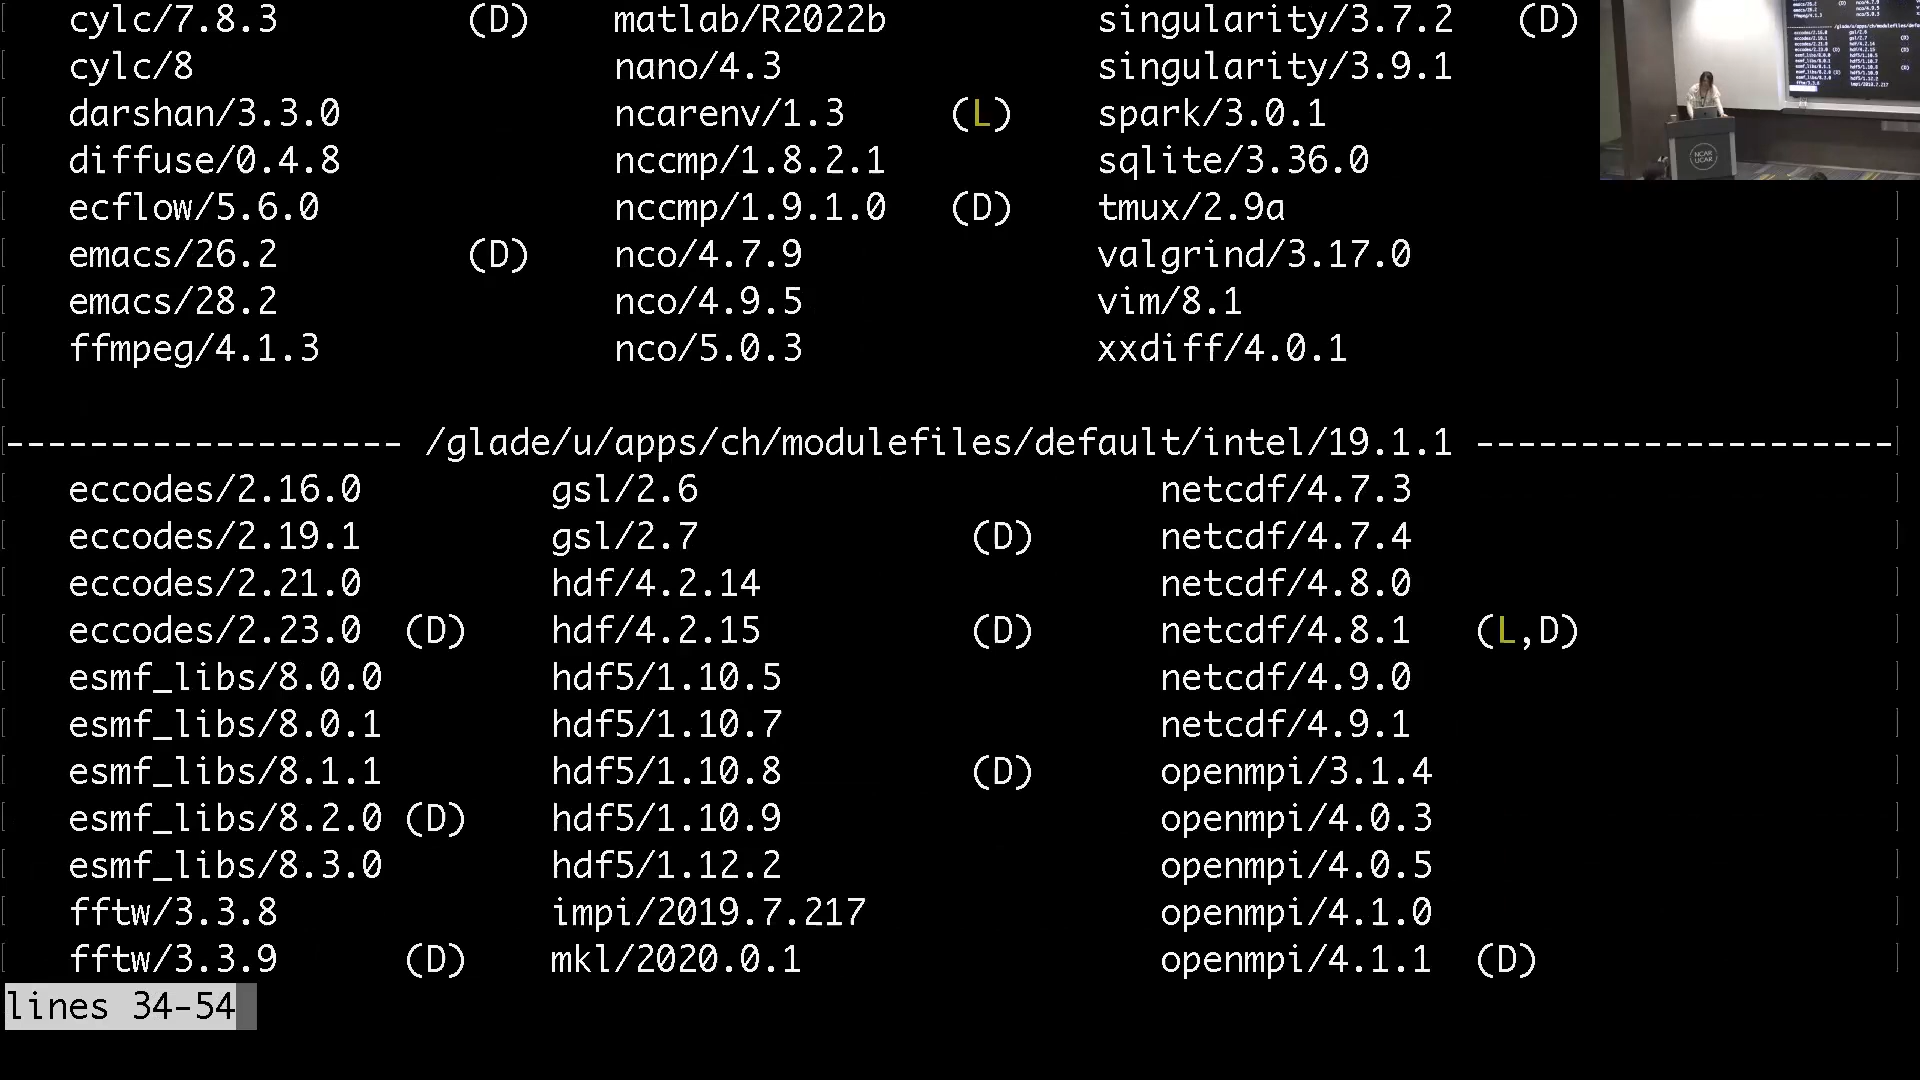 cylc/7.8.3 (D) matlab/R2022b singularity/3.7.2 (D)
cylc/8 nano/4.3 singularity/3.9.1
darshan/3.3.0 ncarenv/1.3 (L) spark/3.0.1
diffuse/0.4.8 nccmp/1.8.2.1 sqlite/3.36.0
ecflow/5.6.0 nccmp/1.9.1.0 (D) tmux/2.9a
emacs/26.2 (D) nco/4.7.9 valgrind/3.17.0
emacs/28.2 nco/4.9.5 vim/8.1
ffmpeg/4.1.3 nco/5.0.3 xxdiff/4.0.1
------------------- /glade/u/apps/ch/modulefiles/default/intel/19.1.1 --------------------
eccodes/2.16.0 gsl/2.6 netcdf/4.7.3
eccodes/2.19.1 gsl/2.7 (D) netcdf/4.7.4
eccodes/2.21.0 hdf/4.2.14 netcdf/4.8.0
eccodes/2.23.0 (D) hdf/4.2.15 (D) netcdf/4.8.1 (L,D)
esmf_libs/8.0.0 hdf5/1.10.5 netcdf/4.9.0
esmf_libs/8.0.1 hdf5/1.10.7 netcdf/4.9.1
esmf_libs/8.1.1 hdf5/1.10.8 (D) openmpi/3.1.4
esmf_libs/8.2.0 (D) hdf5/1.10.9 openmpi/4.0.3
esmf_libs/8.3.0 hdf5/1.12.2 openmpi/4.0.5
fftw/3.3.8 impi/2019.7.217 openmpi/4.1.0
fftw/3.3.9 (D) mkl/2020.0.1 openmpi/4.1.1 (D)
lines 34-54
NCAR
UCAR